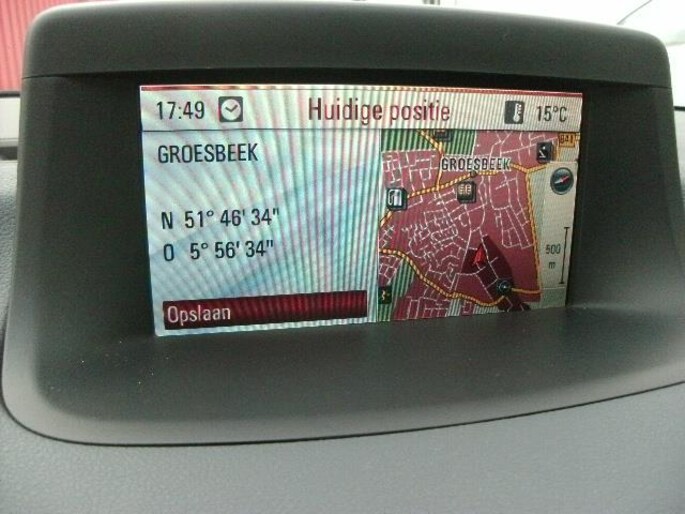 17:49 Huidige positie 15°C
GROESBEEK
N 51° 46' 34"
O 5° 56' 34"
Opslaan
GROESBEEK
500
m